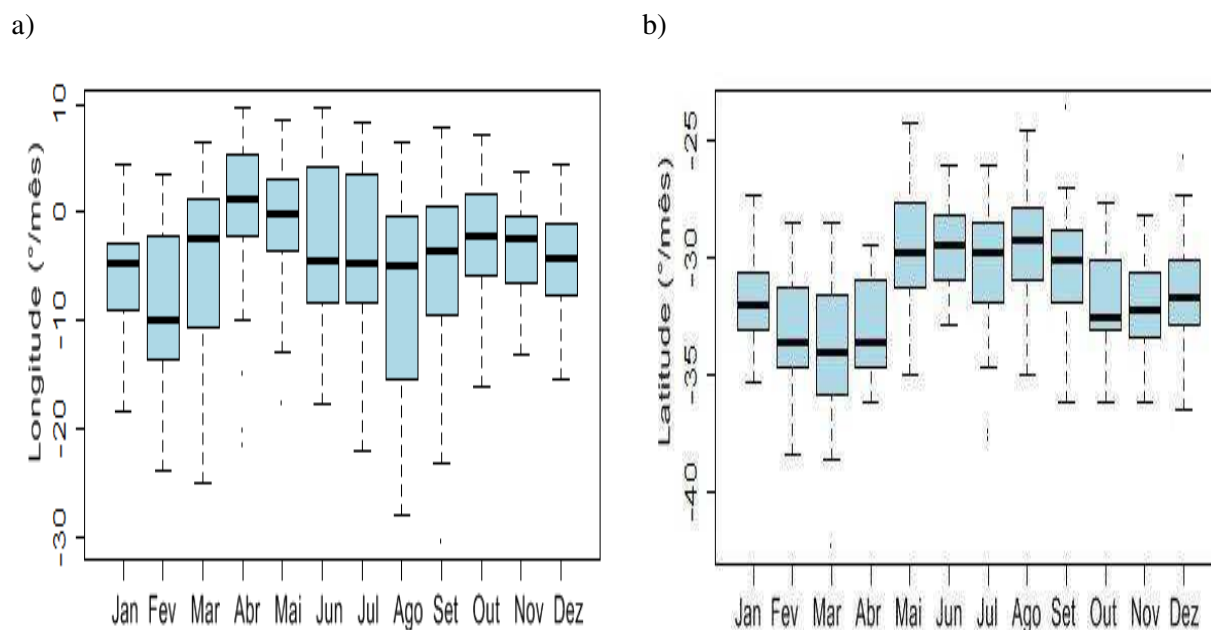 a)
b)
Longitude (°/mês)
10
0
-10
-20
-30
Jan Fev Mar Abr Mai Jun Jul Ago Set Out Nov Dez
Latitude (°/mês)
-25
-30
-35
-40
Jan Fev Mar Abr Mai Jun Jul Ago Set Out Nov Dez